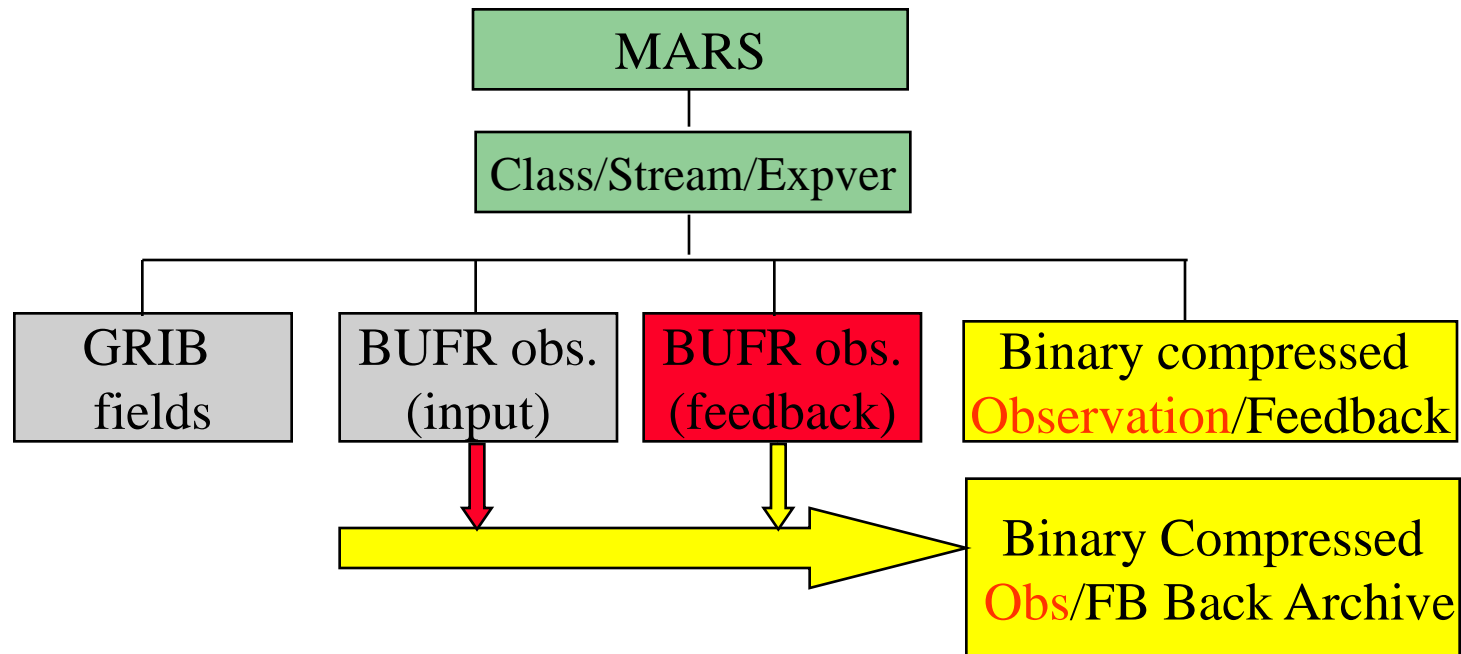 MARS
Class/Stream/Expver
GRIB
fields
BUFR obs.
(input)
BUFR obs.
(feedback)
Binary compressed
Observation/Feedback
Binary Compressed
Obs/FB Back Archive